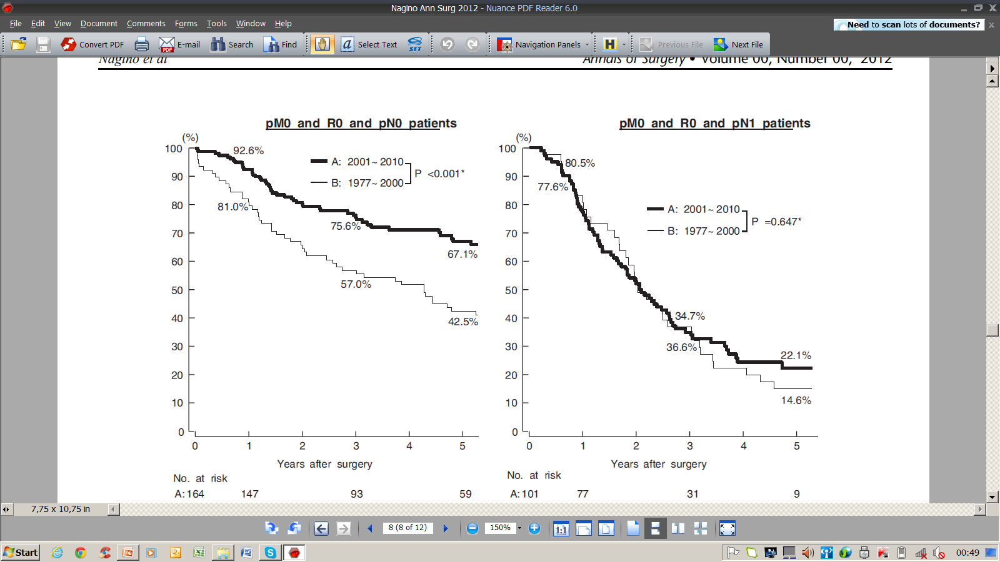 Nagino Ann Surg 2012 - Nuance PDF Reader 6.0
File Edit View Document Comments Forms Tools Window Help
Need to scan lots of documents?
Convert PDF E-mail Search Find Select Text SET Navigation Panels H Previous File Next File
Nagino et al
Annals of Surgery • Volume 00, Number 00, 2012
pM0 and R0 and pN0 patients
(%)
100
90
80
70
60
50
40
30
20
10
0
92.6%
81.0%
75.6%
57.0%
67.1%
42.5%
A: 2001~2010
B: 1977~2000
P <0.001*
0 1 2 3 4 5
Years after surgery
No. at risk
A:164 147 93 59
pM0 and R0 and pN1 patients
(%)
100
90
80
70
60
50
40
30
20
10
0
80.5%
77.6%
34.7%
36.6%
22.1%
14.6%
A: 2001~2010
B: 1977~2000
P =0.647*
0 1 2 3 4 5
Years after surgery
No. at risk
A:101 77 31 9
7,75 x 10,75 in
8 (8 of 12)
150%
1:1
Start
00:49